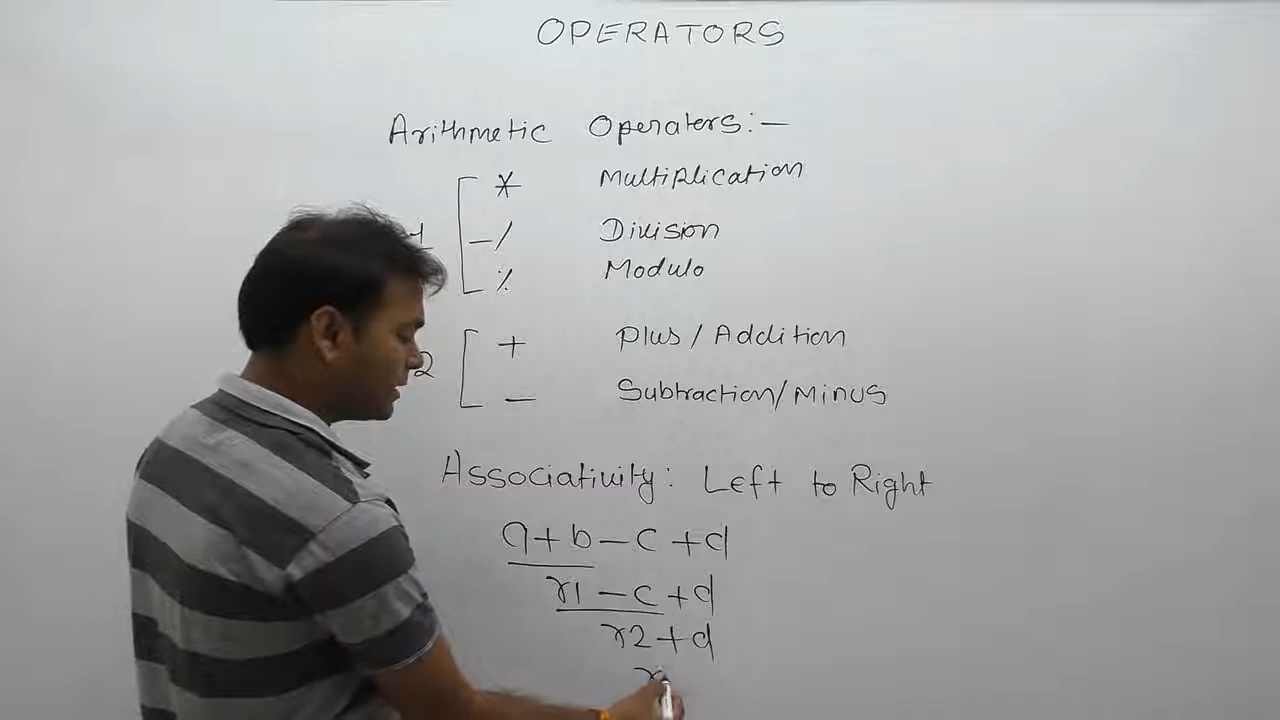 OPERATORS
Arithmetic Operators:—
* Multiplication
1 / Division
% Modulo
2 + Plus/Addition
— Subtraction/Minus
Associativity: Left to Right
a+b-c+d
r1-c+d
r2+d
r